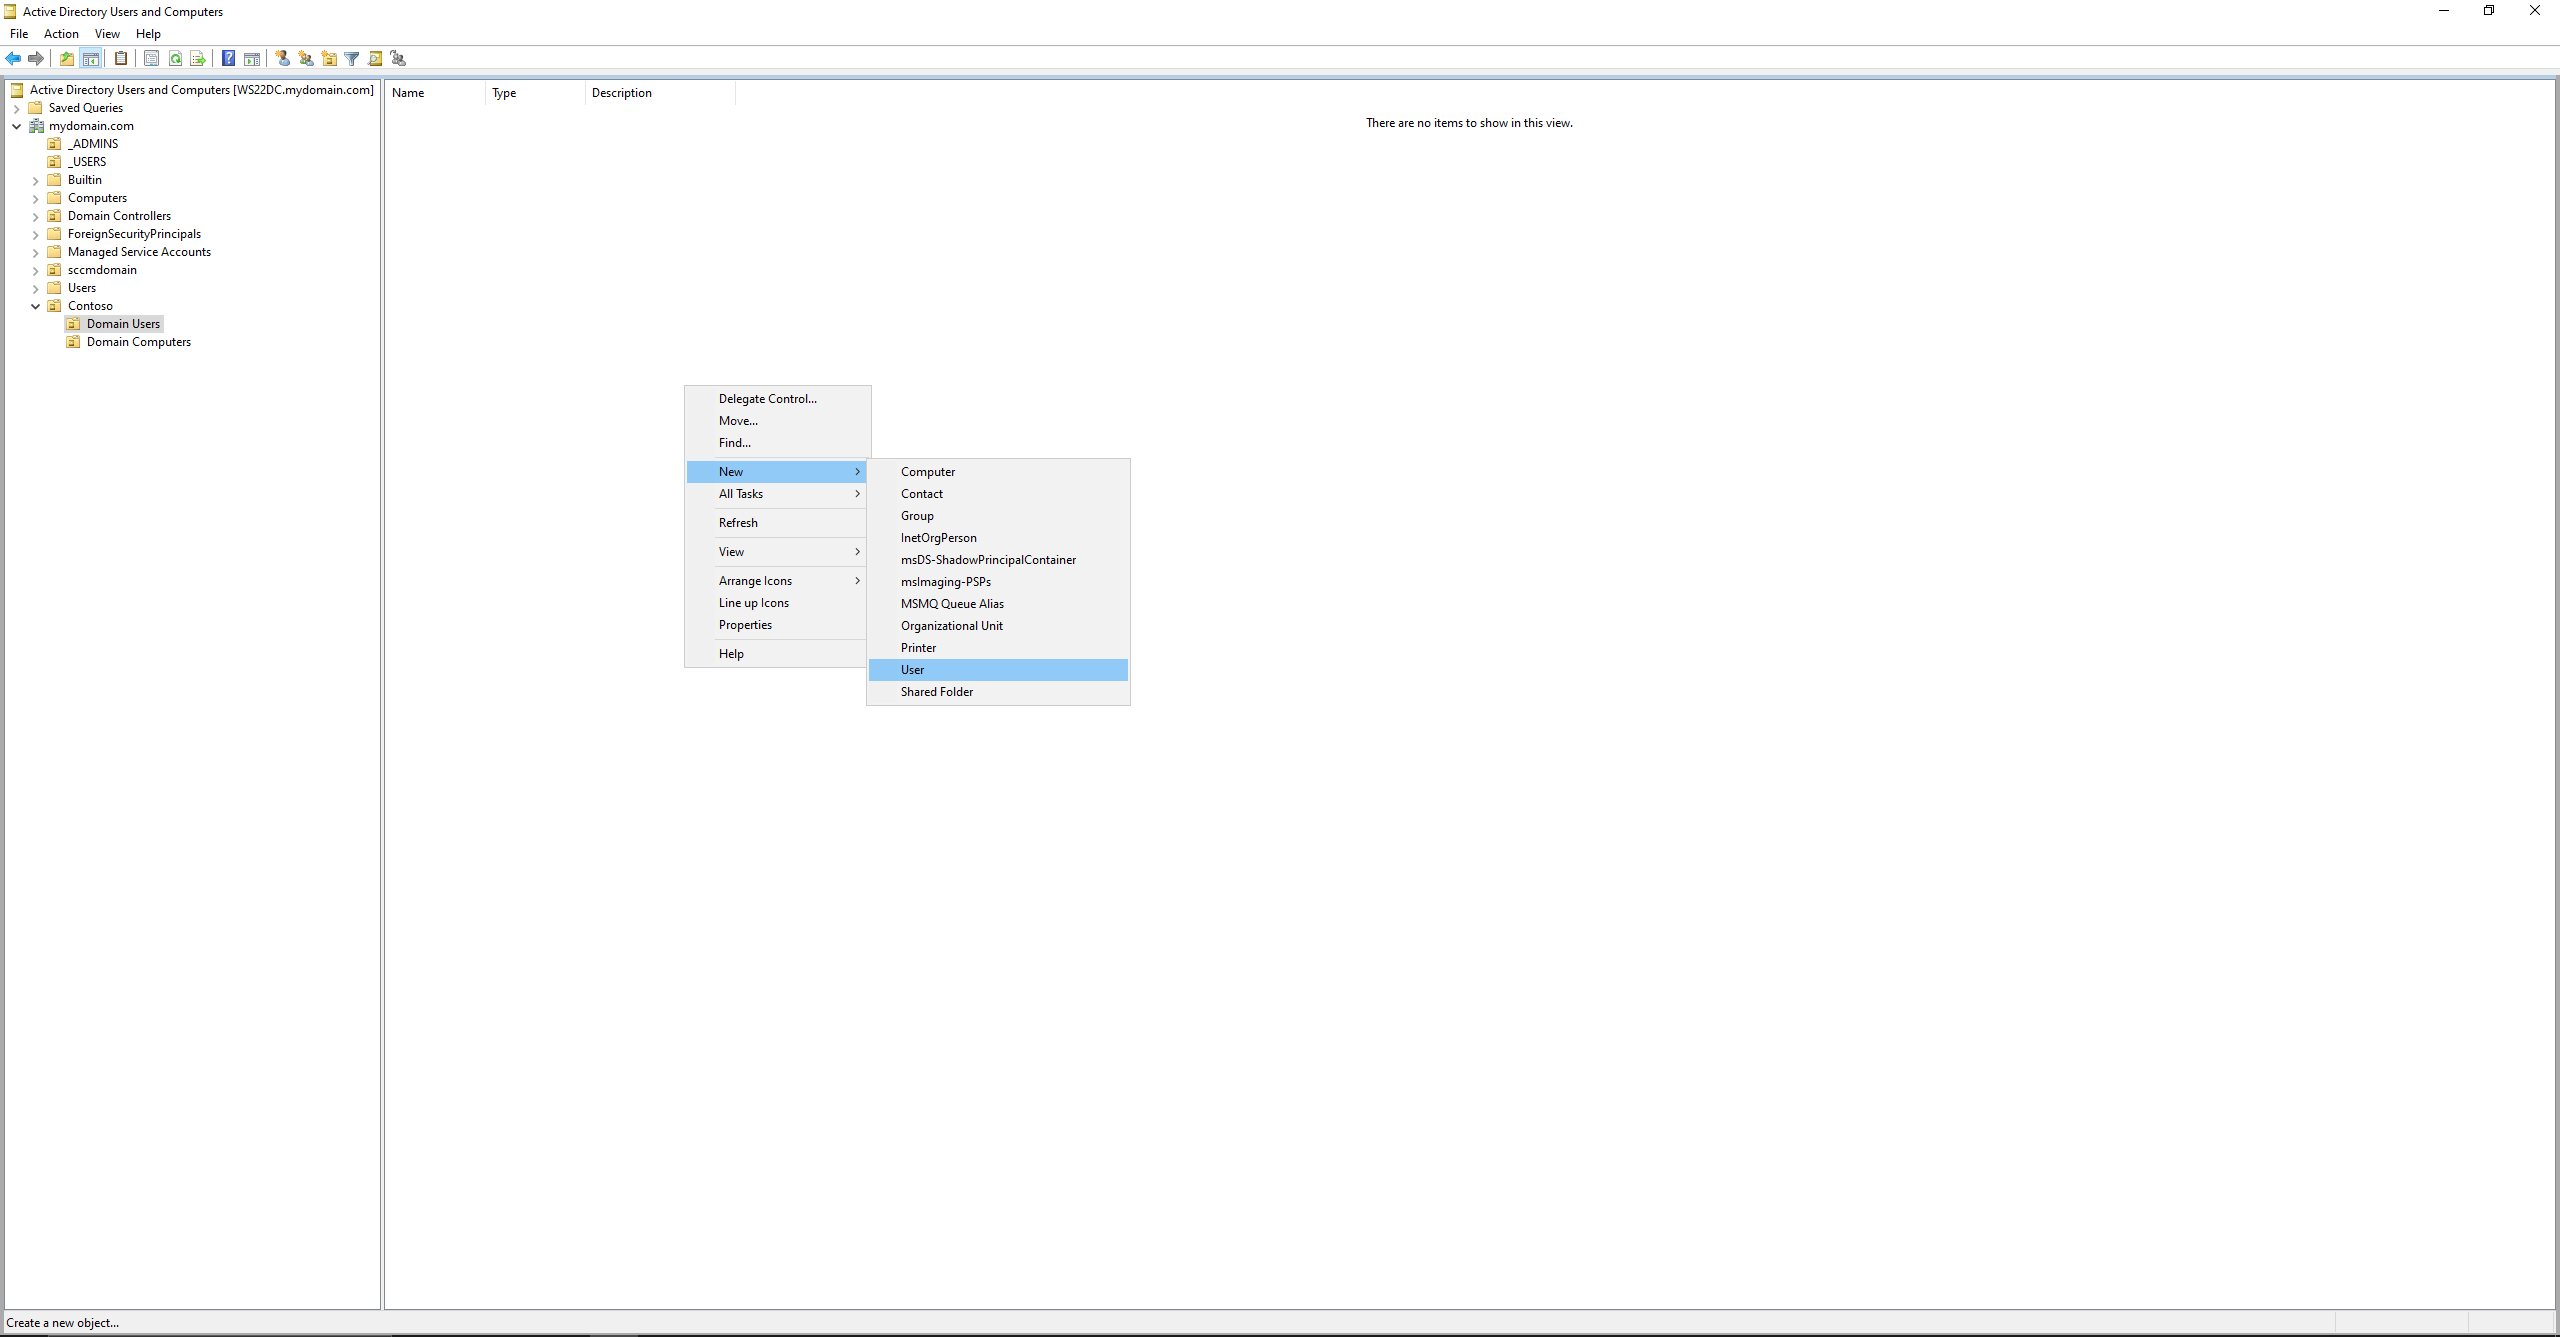 Active Directory Users and Computers
File Action View Help
Active Directory Users and Computers [WS22DC.mydomain.com]
Saved Queries
mydomain.com
_ADMINS
_USERS
Builtin
Computers
Domain Controllers
ForeignSecurityPrincipals
Managed Service Accounts
sccmdomain
Users
Contoso
Domain Users
Domain Computers
Name Type Description
There are no items to show in this view.
Delegate Control...
Move...
Find...
New
All Tasks
Refresh
View
Arrange Icons
Line up Icons
Properties
Help
Computer
Contact
Group
InetOrgPerson
msDS-ShadowPrincipalContainer
msImaging-PSPs
MSMQ Queue Alias
Organizational Unit
Printer
User
Shared Folder
Create a new object...